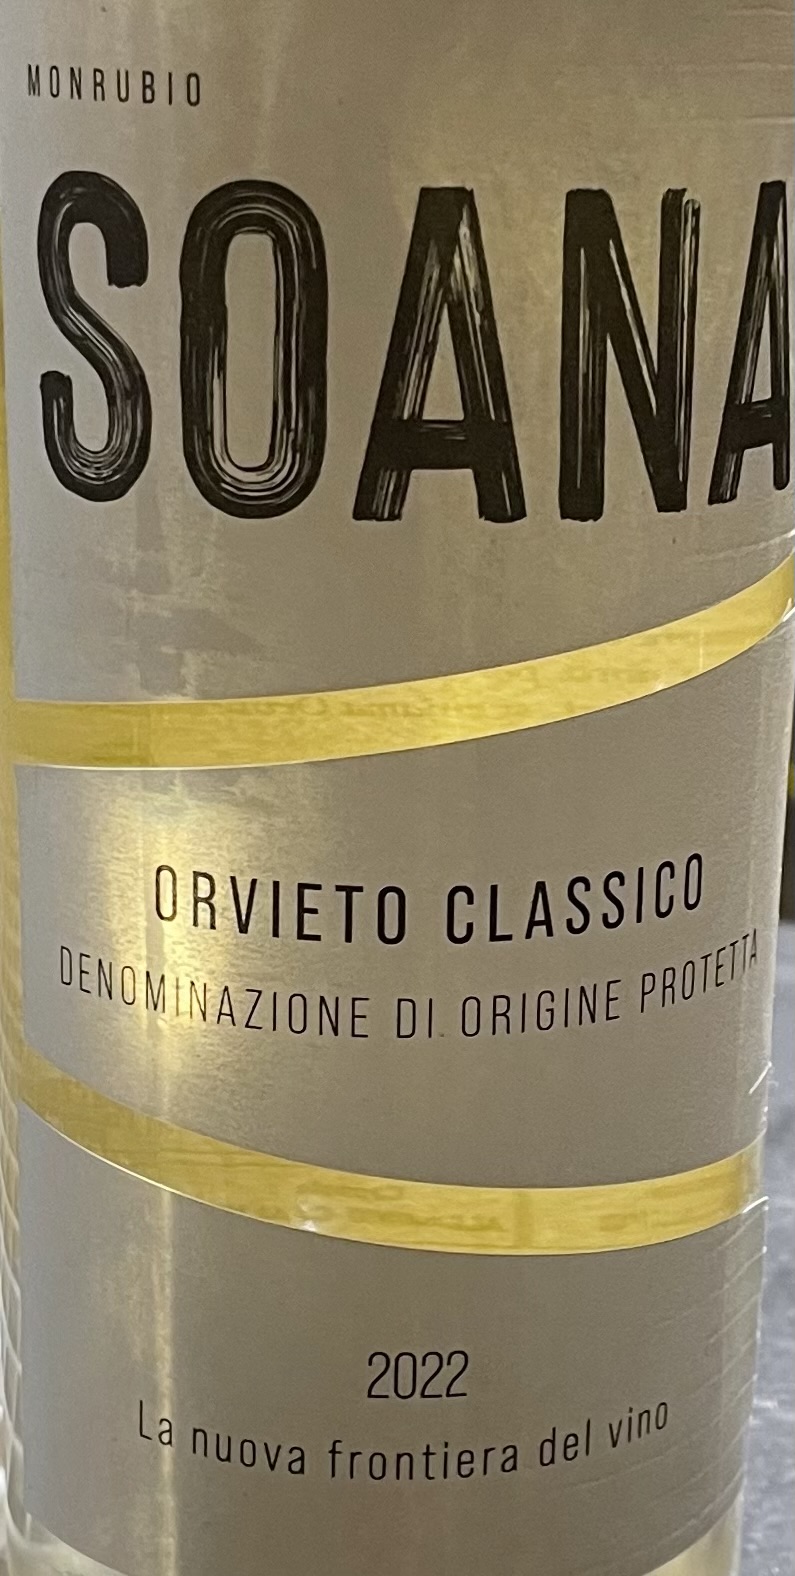 MONRUBIO
SOANA
ORVIETO CLASSICO
DENOMINAZIONE DI ORIGINE PROTETTA
2022
La nuova frontiera del vino